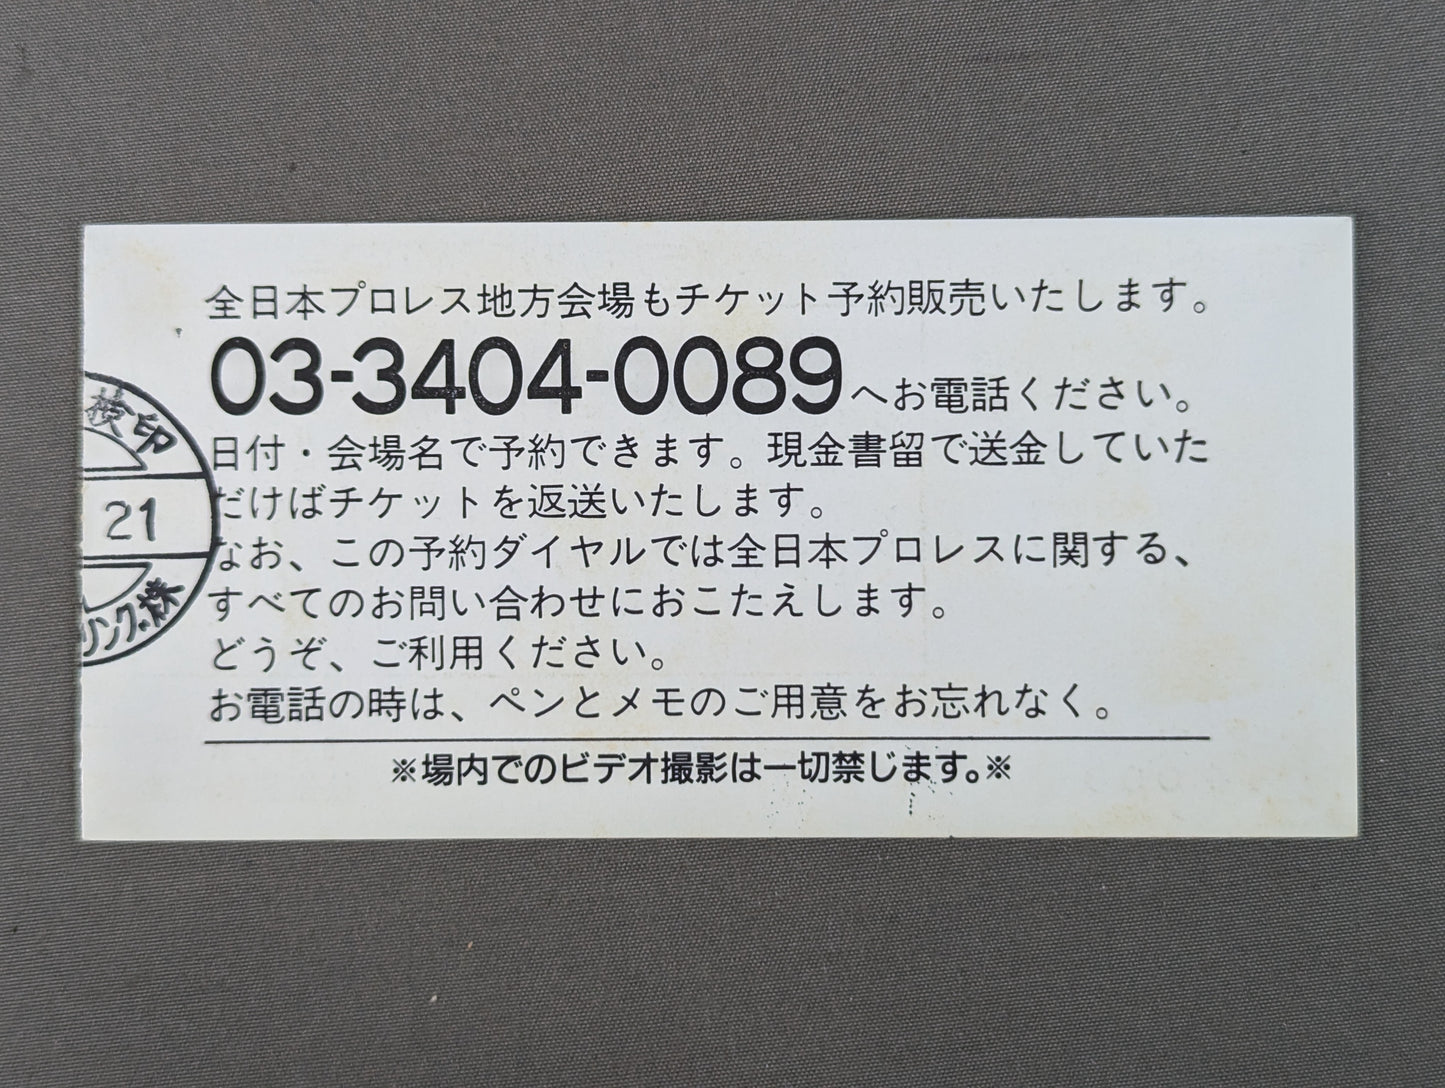 全日本プロレス地方会場もチケット予約販売いたします。
03-3404-0089へお電話ください。
日付・会場名で予約できます。現金書留で送金していた
だけばチケットを返送いたします。
なお、この予約ダイヤルでは全日本プロレスに関する、
すべてのお問い合わせにおこたえします。
どうぞ、ご利用ください。
お電話の時は、ペンとメモのご用意をお忘れなく。
※場内でのビデオ撮影は一切禁じます。※
検印
21
リング・株